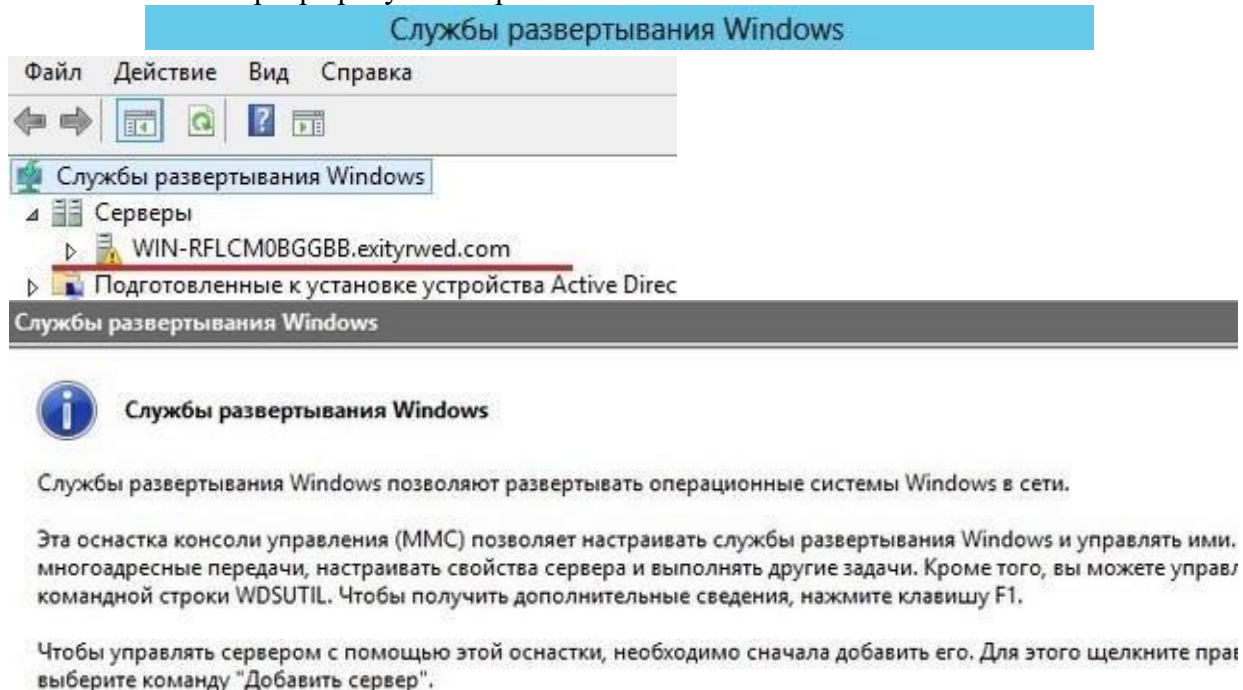 Службы развертывания Windows
Файл Действие Вид Справка
Службы развертывания Windows
Серверы
WIN-RFLCM0BGGBB.exityrwed.com
Подготовленные к установке устройства Active Direc
Службы развертывания Windows
Службы развертывания Windows
Службы развертывания Windows позволяют развертывать операционные системы Windows в сети.
Эта оснастка консоли управления (MMC) позволяет настраивать службы развертывания Windows и управлять ими.
многоадресные передачи, настраивать свойства сервера и выполнять другие задачи. Кроме того, вы можете управл
командной строки WDSUTIL. Чтобы получить дополнительные сведения, нажмите клавишу F1.
Чтобы управлять сервером с помощью этой оснастки, необходимо сначала добавить его. Для этого щелкните прав
выберите команду "Добавить сервер".